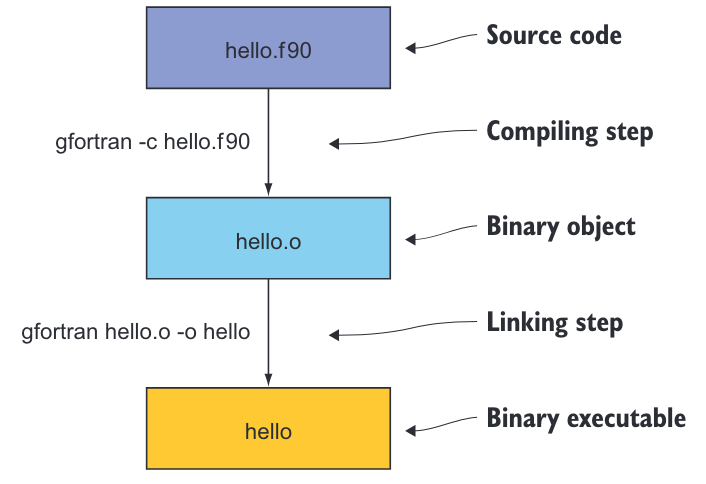 hello.f90
Source code
gfortran -c hello.f90
Compiling step
hello.o
Binary object
gfortran hello.o -o hello
Linking step
hello
Binary executable